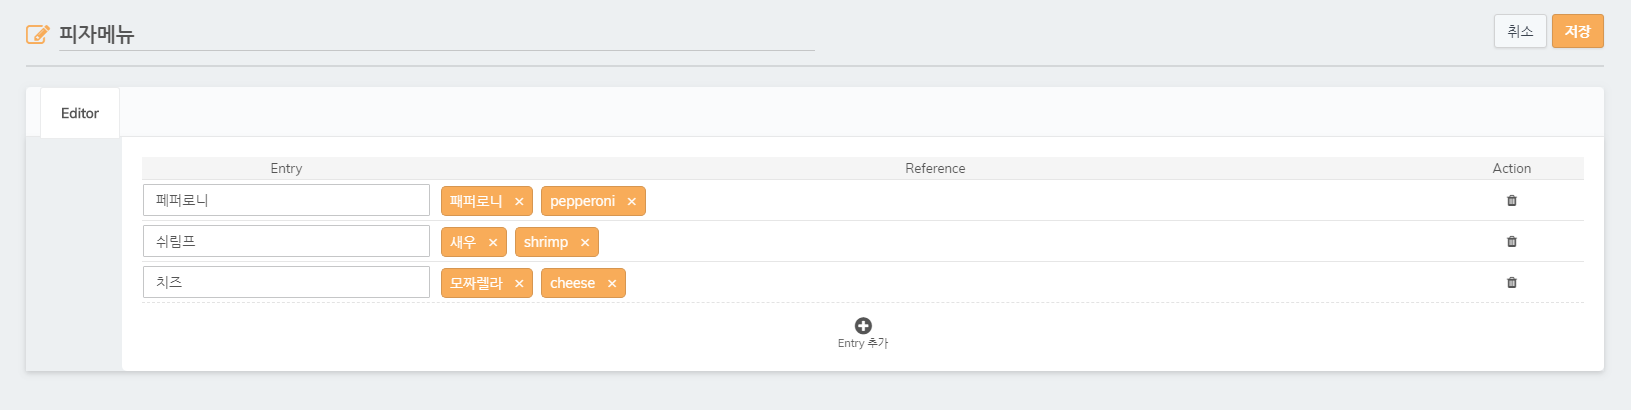 피자메뉴
취소 저장
Editor
Entry Reference Action
페퍼로니 패퍼로니 × pepperoni ×
쉬림프 새우 × shrimp ×
치즈 모짜렐라 × cheese ×
Entry 추가